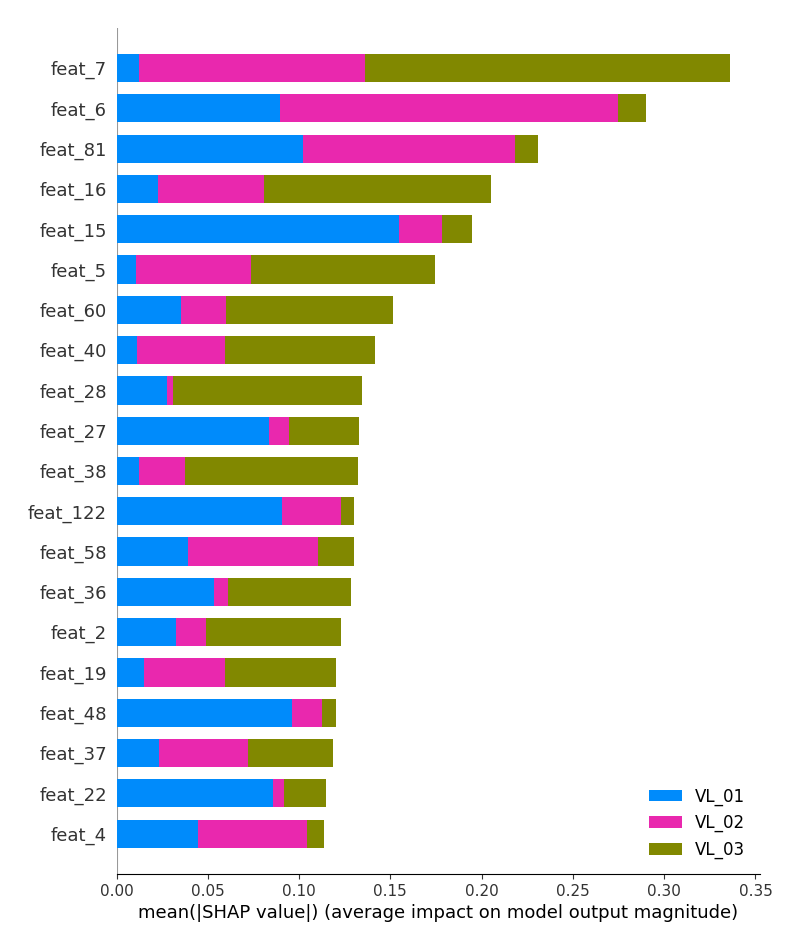 feat_7
feat_6
feat_81
feat_16
feat_15
feat_5
feat_60
feat_40
feat_28
feat_27
feat_38
feat_122
feat_58
feat_36
feat_2
feat_19
feat_48
feat_37
feat_22
feat_4
VL_01
VL_02
VL_03
0.00 0.05 0.10 0.15 0.20 0.25 0.30 0.35
mean(|SHAP value|) (average impact on model output magnitude)